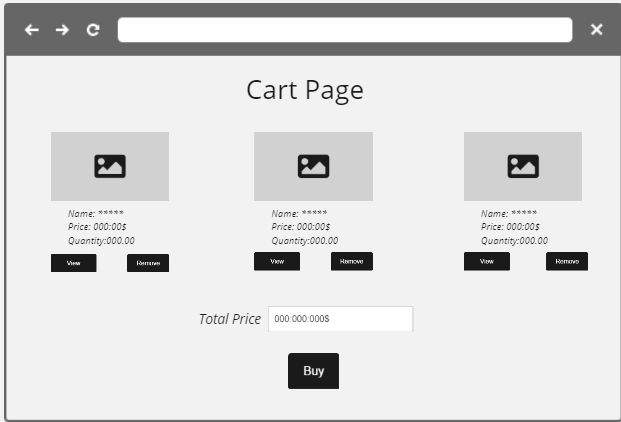 Cart Page
Name: *****
Price: 000:00$
Quantity:000.00
View Remove
Name: *****
Price: 000:00$
Quantity:000.00
View Remove
Name: *****
Price: 000:00$
Quantity:000.00
View Remove
Total Price 000:000:000$
Buy